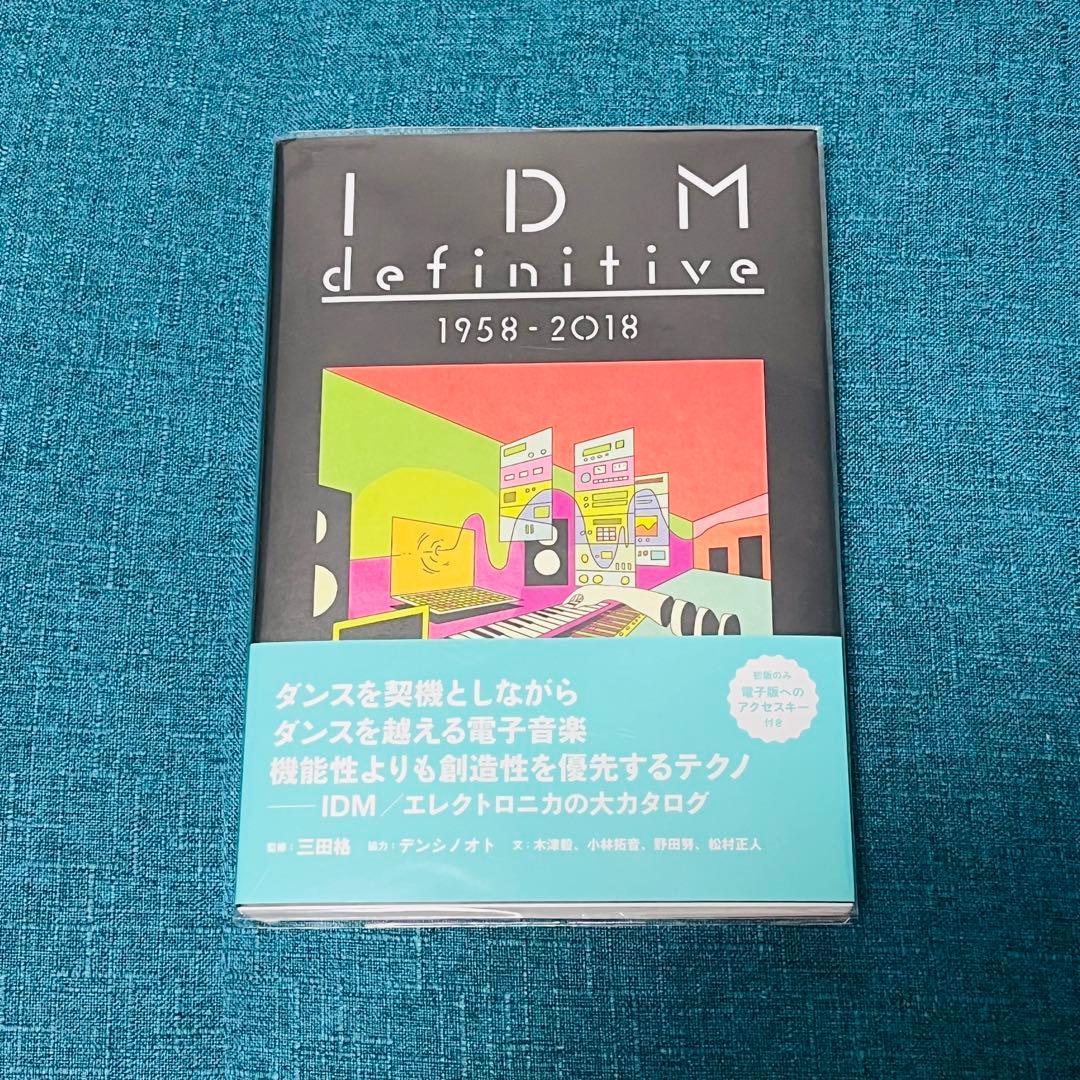 IDM
definitive
1958-2018
ダンスを契機としながら
ダンスを越える電子音楽
機能性よりも創造性を優先するテクノ
――IDM／エレクトロニカの大カタログ
監修：三田格 協力：デンシノオト 文：木津毅、小林拓音、野田努、松村正人
初版のみ
電子版への
アクセスキー
付き